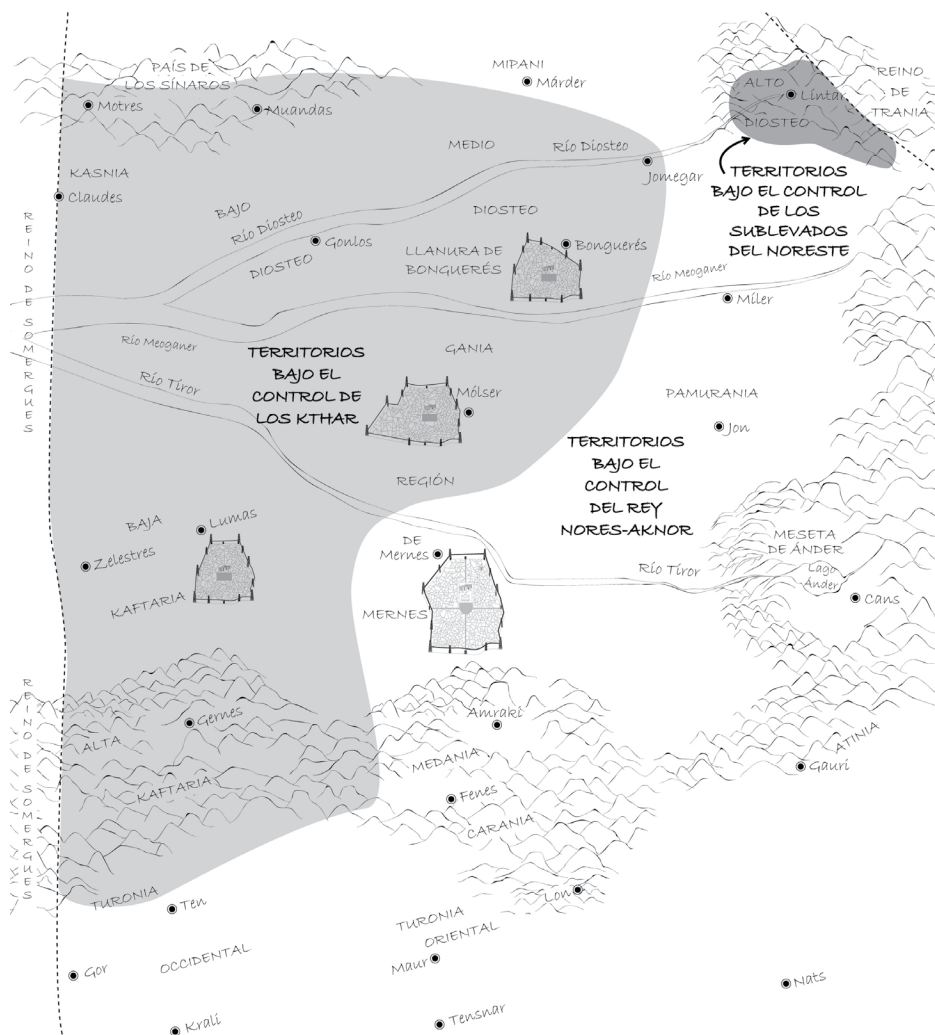 PAÍS DE
LOS SÍNAROS
Motres
Muandas
MIPANI
Márder
ALTO
Líntar
DIOSTEO
REINO
DE
TRANIA
MEDIO
Río Diosteo
Jomegar
TERRITORIOS
BAJO EL CONTROL
DE LOS
SUBLEVADOS
DEL NORESTE
KASNIA
Claudes
BAJO
Río Diosteo
DIOSTEO
Gonlos
DIOSTEO
LLANURA DE
BONGUERÉS
Bonguerés
Río Meoganer
Míler
REINO DE SOMERGUES
Río Meoganer
Río Tíror
TERRITORIOS
BAJO EL
CONTROL DE
LOS KTHAR
GANIA
Mólser
PAMURANIA
Jon
REGIÓN
TERRITORIOS
BAJO EL
CONTROL
DEL REY
NORES-AKNOR
BAJA
Lumas
Zelestres
KAFTARIA
DE
Mernes
MERNES
Río Tíror
MESETA
DE ÁNDER
Lago
Ánder
Cans
REINO DE SOMERGUES
Gernes
ALTA
KAFTARIA
Amraki
MEDANIA
Fenes
CARANIA
ATINIA
Gauri
Lon
TURONIA
Ten
OCCIDENTAL
Gor
Krali
TURONIA
ORIENTAL
Maur
Tensnar
Nats